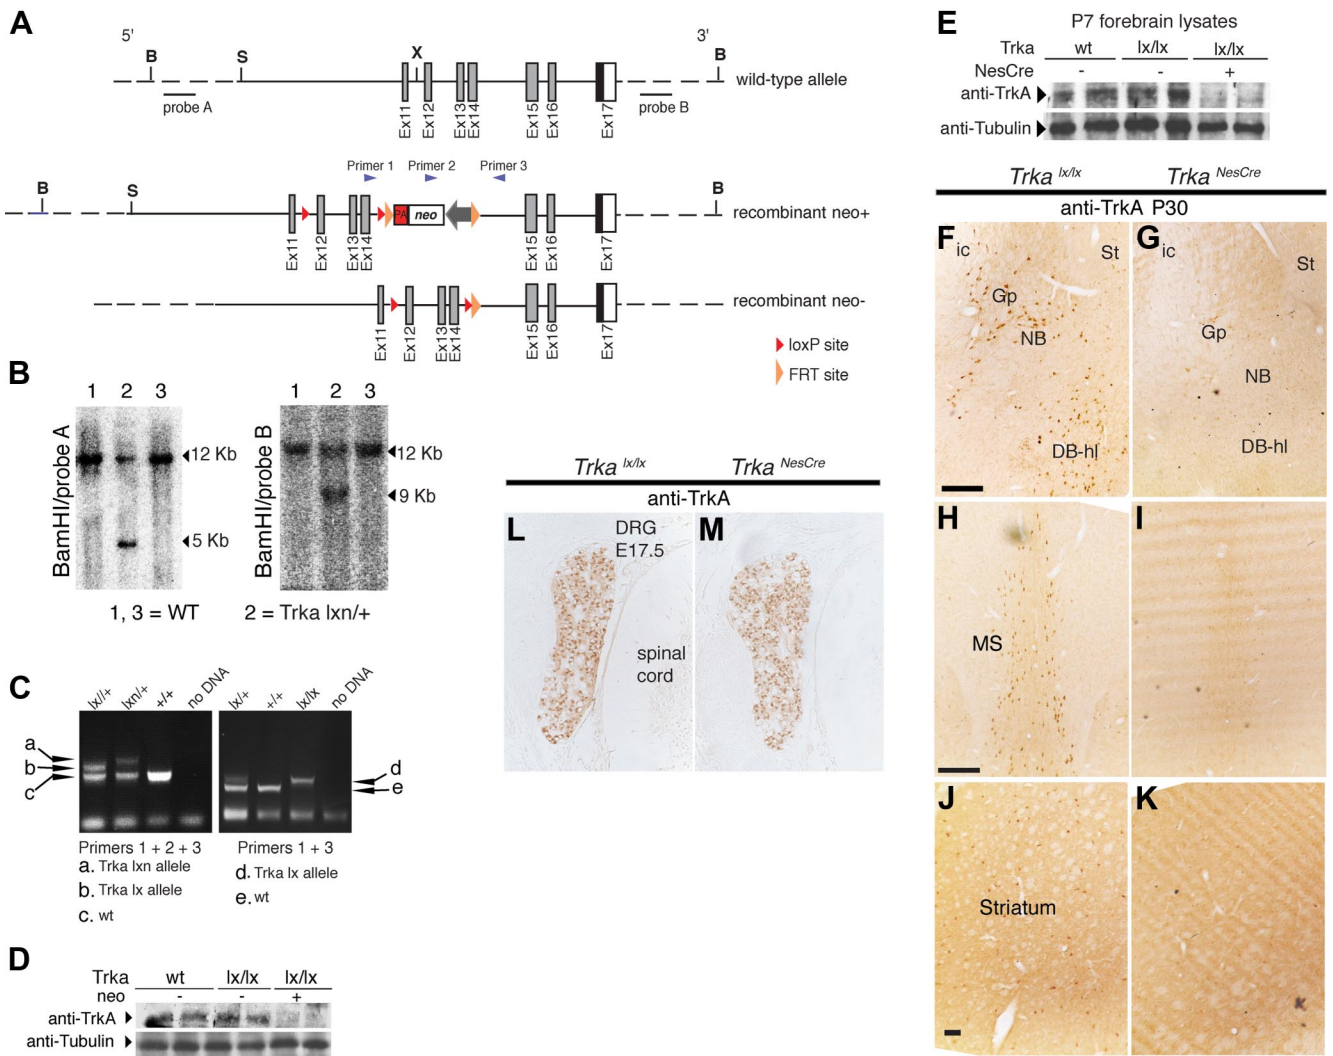 A
5'
3'
B
S
X
B
wild-type allele
probe A
probe B
Ex11
Ex12
Ex13
Ex14
Ex15
Ex16
Ex17
Primer 1
Primer 2
Primer 3
B
S
B
PA
neo
recombinant neo+
Ex11
Ex12
Ex13
Ex14
Ex15
Ex16
Ex17
recombinant neo-
Ex11
Ex12
Ex13
Ex14
Ex15
Ex16
Ex17
loxP site
FRT site
B
1 2 3
BamHI/probe A
12 Kb
5 Kb
1 2 3
BamHI/probe B
12 Kb
9 Kb
1, 3 = WT
2 = Trka lxn/+
C
lx//+
lxn/+
+/+
no DNA
a
b
c
Primers 1 + 2 + 3
a. Trka lxn allele
b. Trka lx allele
c. wt
lx/+
+/+
lx/lx
no DNA
d
e
Primers 1 + 3
d. Trka lx allele
e. wt
D
Trka wt lx/lx lx/lx
neo - - +
anti-TrkA
anti-Tubulin
E
P7 forebrain lysates
Trka wt lx/lx lx/lx
NesCre - - +
anti-TrkA
anti-Tubulin
Trka lx/lx
Trka NesCre
anti-TrkA P30
F
ic
St
Gp
NB
DB-hl
G
ic
St
Gp
NB
DB-hl
H
MS
I
J
Striatum
K
Trka lx/lx
Trka NesCre
anti-TrkA
L
DRG
E17.5
spinal
cord
M